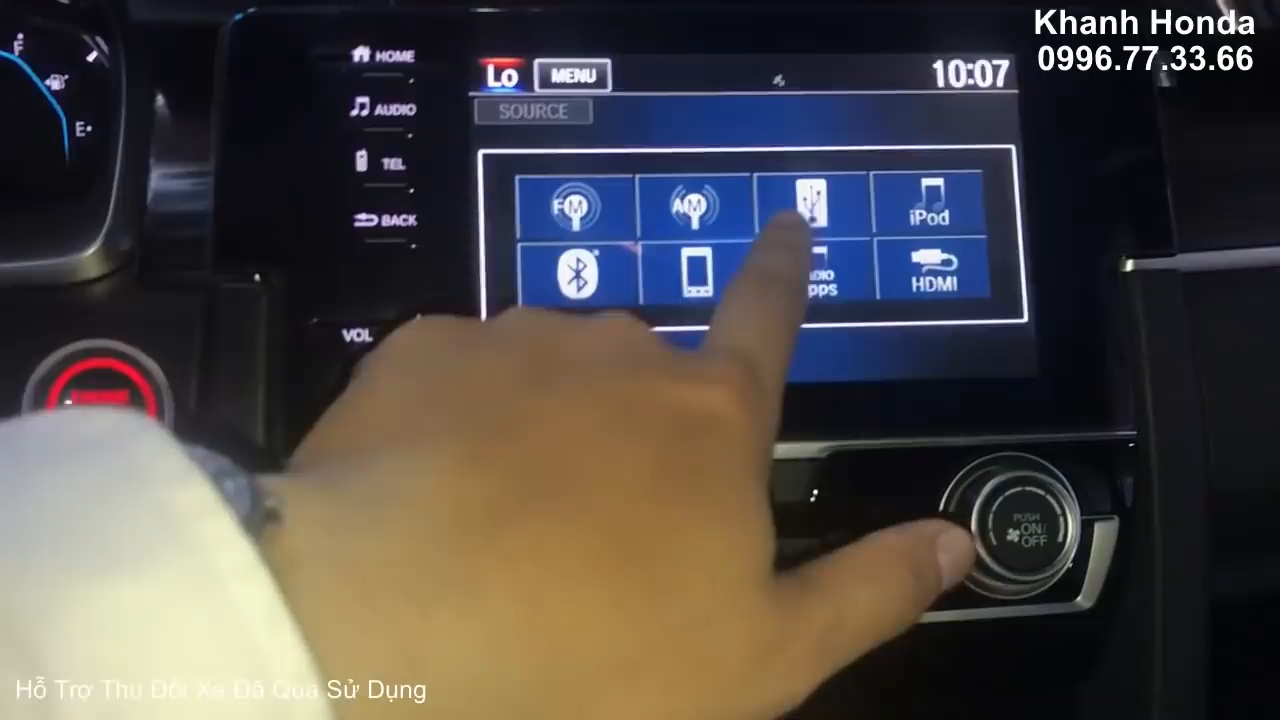 Khanh Honda
0996.77.33.66
F
E
HOME
AUDIO
TEL
BACK
VOL
Lo
MENU
10:07
SOURCE
FM
AM
iPod
HDMI
PUSH
ON/
OFF
Hỗ Trợ Thu Đổi Xe Đã Qua Sử Dụng